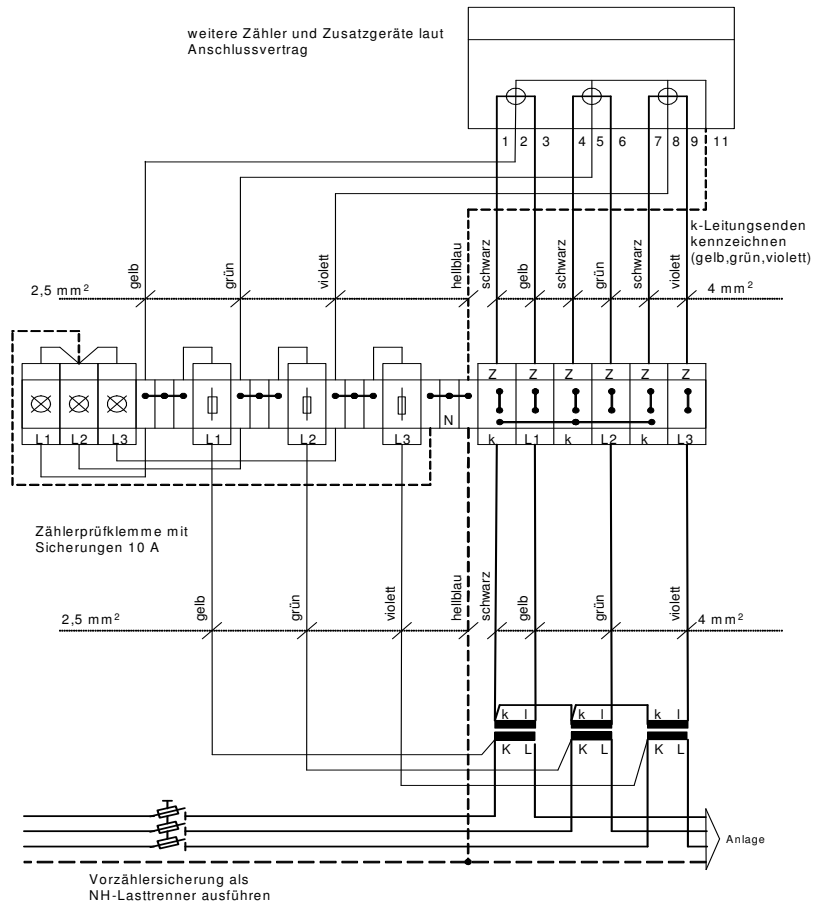 weitere Zähler und Zusatzgeräte laut
Anschlussvertrag
1 2 3 4 5 6 7 8 9 11
k-Leitungsenden
kennzeichnen
(gelb,grün,violett)
gelb
grün
violett
hellblau
schwarz
gelb
schwarz
grün
schwarz
violett
2,5 mm²
4 mm²
Z Z Z Z Z Z
N
L1 L2 L3 L1 L2 L3 k L1 k L2 k L3
Zählerprüfklemme mit
Sicherungen 10 A
gelb
grün
violett
hellblau
schwarz
gelb
grün
violett
2,5 mm²
4 mm²
k l k l k l
K L K L K L
Anlage
Vorzählersicherung als
NH-Lasttrenner ausführen